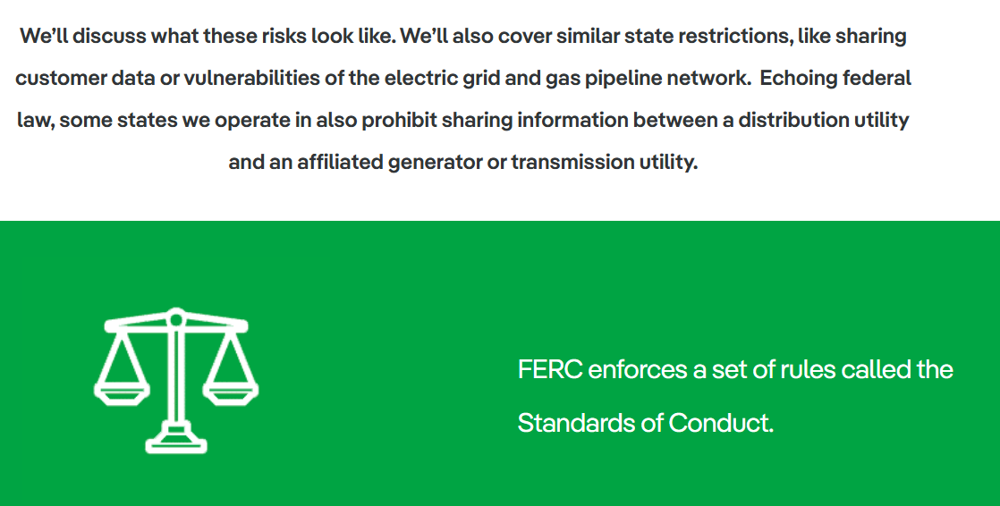 We’ll discuss what these risks look like. We’ll also cover similar state restrictions, like sharing
customer data or vulnerabilities of the electric grid and gas pipeline network.  Echoing federal
law, some states we operate in also prohibit sharing information between a distribution utility
and an affiliated generator or transmission utility.
FERC enforces a set of rules called the
Standards of Conduct.